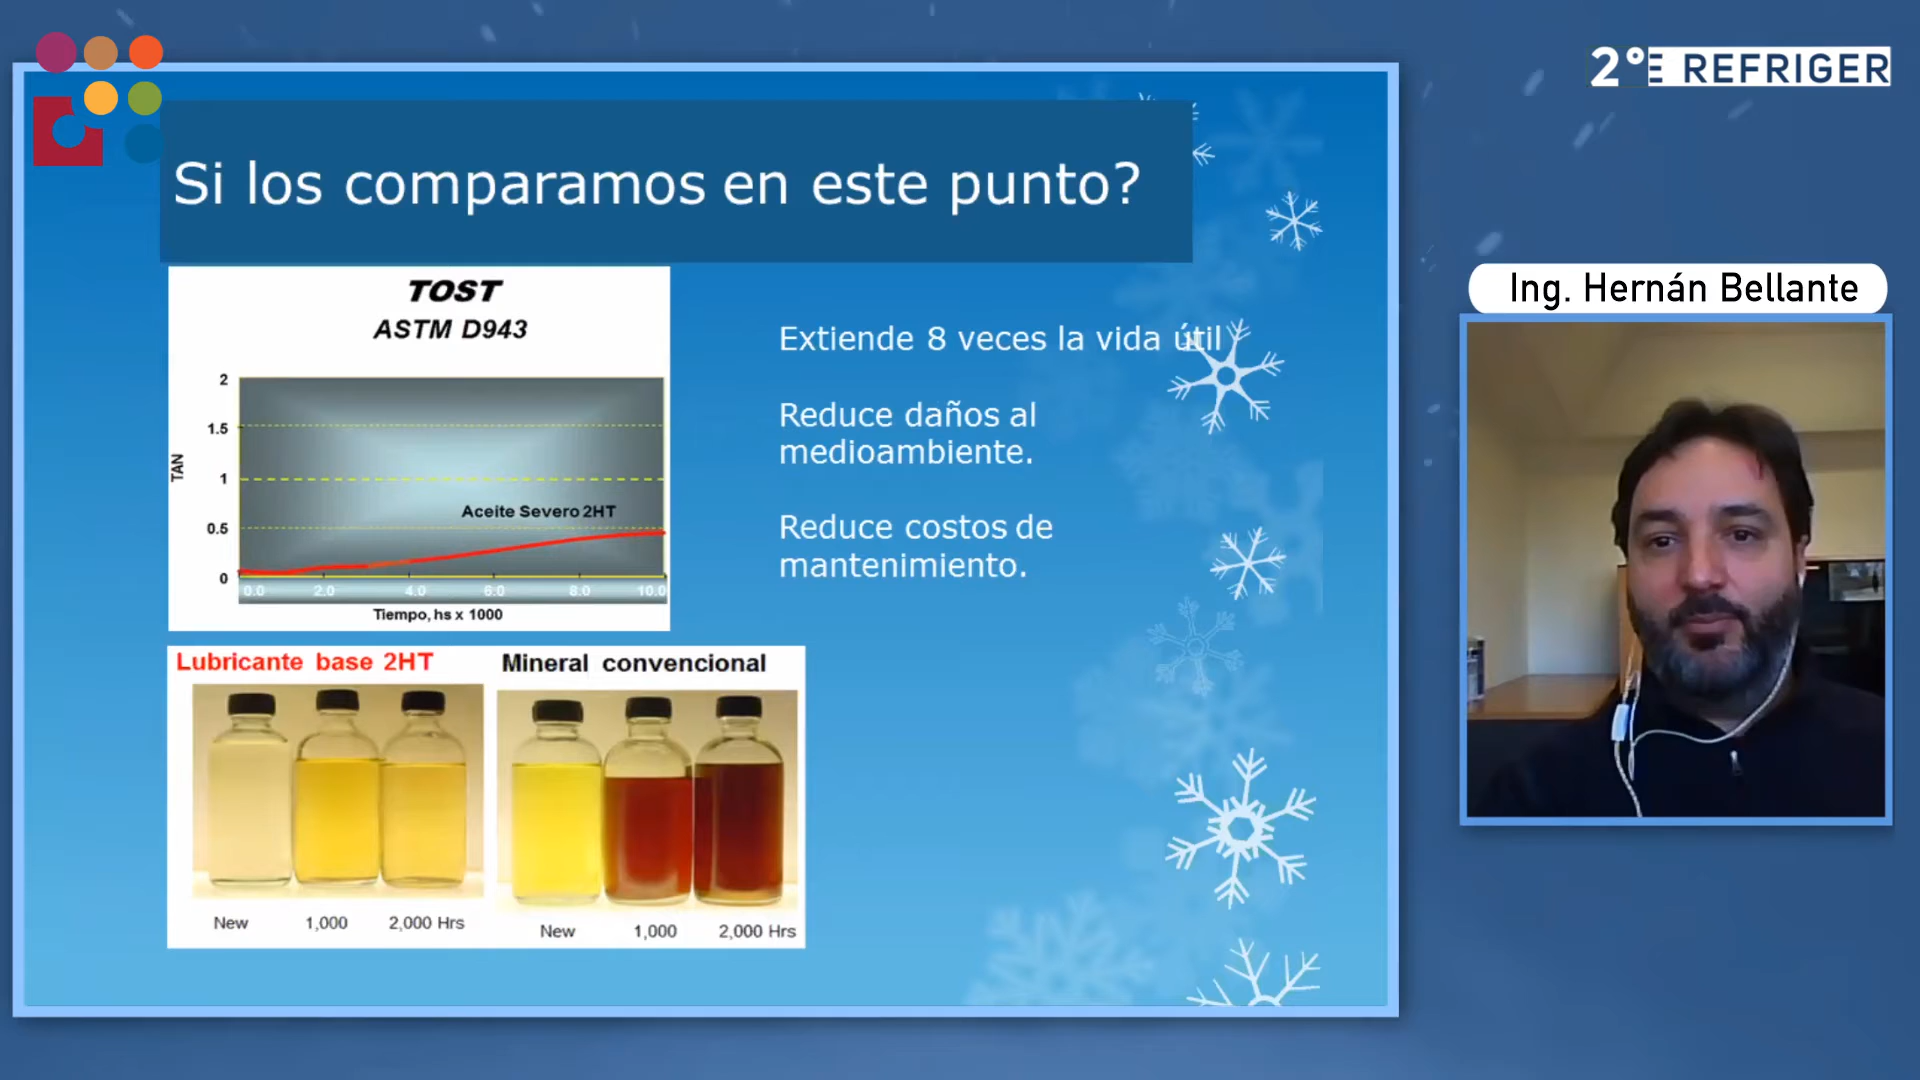 2°E REFRIGER
Si los comparamos en este punto?
Ing. Hernán Bellante
TOST
ASTM D943
2
1.5
1
0.5
0
TAN
Aceite Severo 2HT
0.0 2.0 4.0 6.0 8.0 10.0
Tiempo, hs x 1000
Extiende 8 veces la vida útil
Reduce daños al
medioambiente.
Reduce costos de
mantenimiento.
Lubricante base 2HT
Mineral convencional
New 1,000 2,000 Hrs
New 1,000 2,000 Hrs